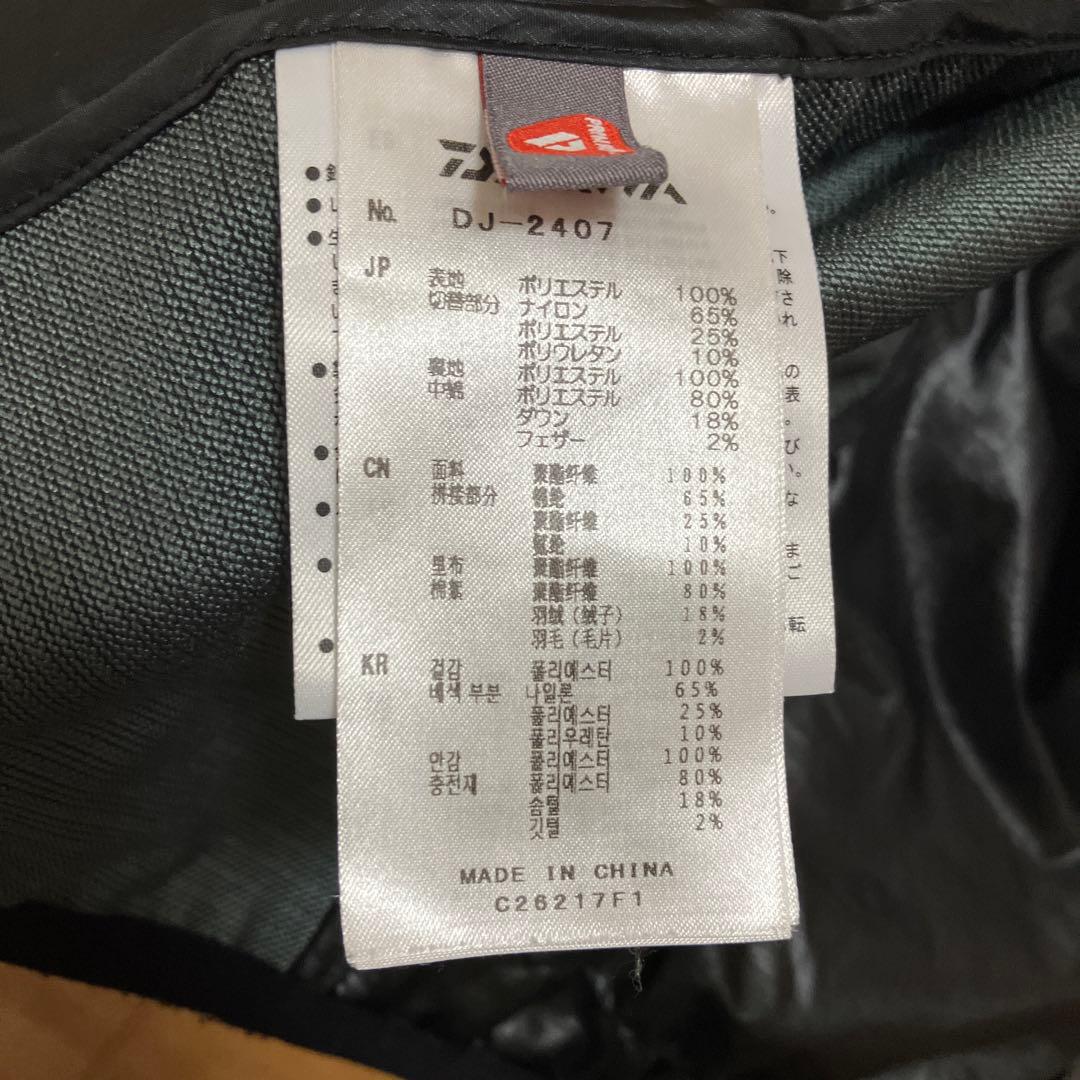 No. DJ-2407
JP 表地 ポリエステル 100%
切替部分 ナイロン 65%
ポリエステル 25%
ポリウレタン 10%
裏地 ポリエステル 100%
中綿 ポリエステル 80%
ダウン 18%
フェザー 2%
CN 面料 聚酯纤维 100%
拼接部分 锦纶 65%
聚酯纤维 25%
氨纶 10%
里布 聚酯纤维 100%
棉絮 聚酯纤维 80%
羽绒(绒子) 18%
羽毛(毛片) 2%
KR 겉감 폴리에스터 100%
배색 부분 나일론 65%
폴리에스터 25%
폴리우레탄 10%
안감 폴리에스터 100%
충전재 폴리에스터 80%
솜털 18%
깃털 2%
MADE IN CHINA
C26217F1